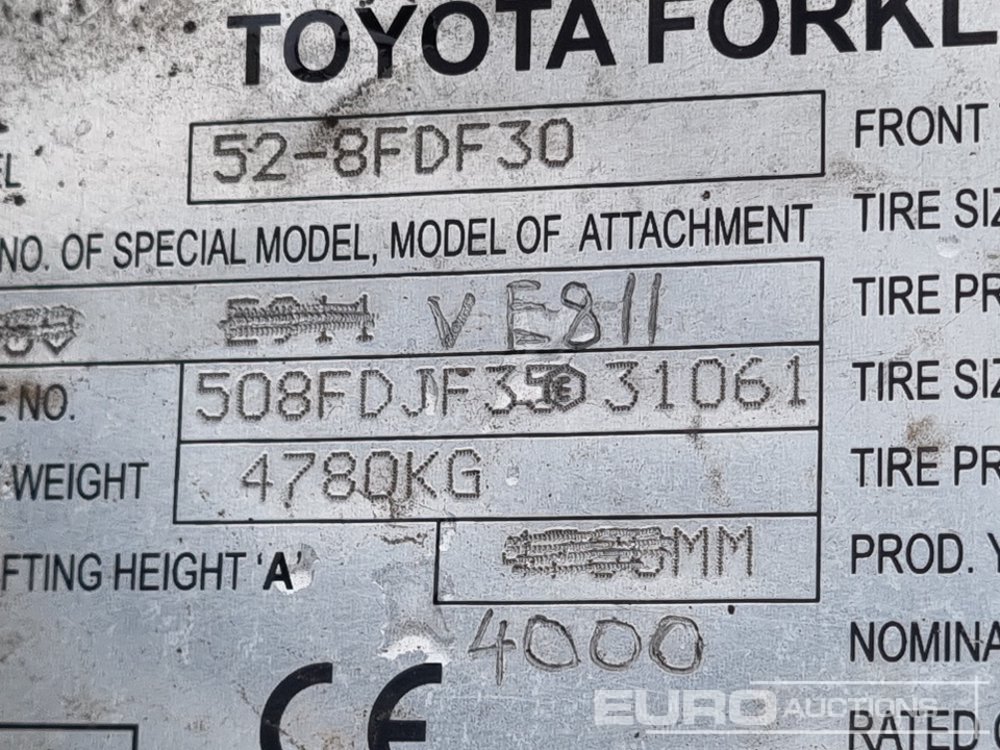 TOYOTA FORKL
EL 52-8FDF30 FRONT
NO. OF SPECIAL MODEL, MODEL OF ATTACHMENT TIRE SIZ
V E811 TIRE PR
E NO. 508FDJF35 31061 TIRE SIZ
WEIGHT 4780KG TIRE PR
FTING HEIGHT 'A' MM PROD. Y
4000 NOMINA
CE
EURO AUCTIONS
RATED C